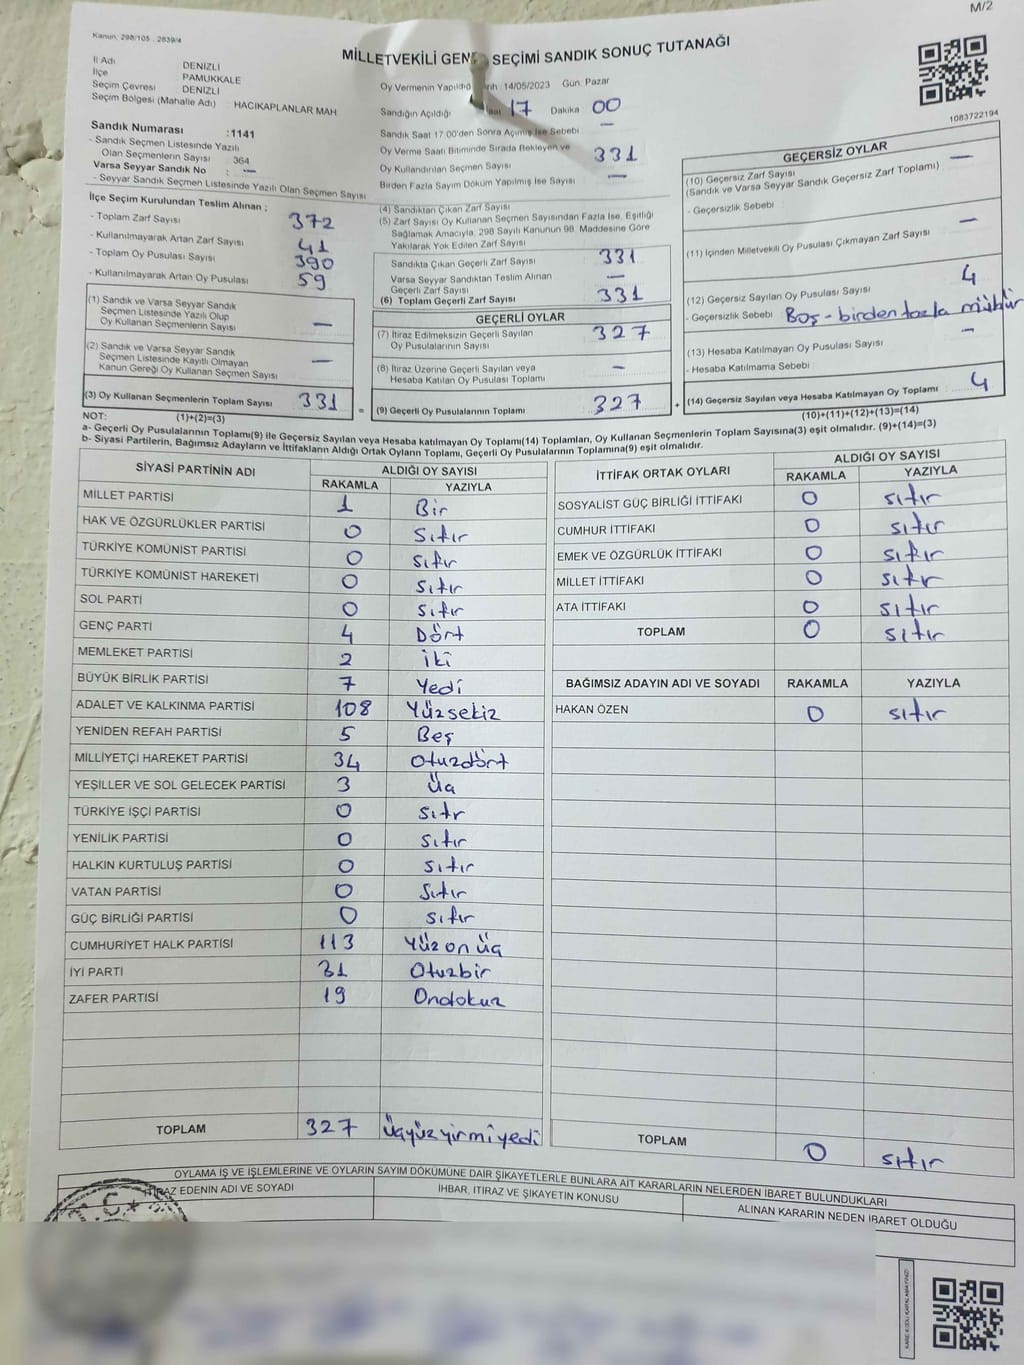 M/2
Kanun: 298/105 , 2839/4
MİLLETVEKİLİ SEÇİMİ SANDIK SONUÇ TUTANAĞI
1083722194
İl Adı : DENİZLİ
İlçe : PAMUKKALE
Seçim Çevresi : DENİZLİ
Seçim Bölgesi (Mahalle Adı) : HACIKAPLANLAR MAH
Sandık Numarası :1141
- Sandık Seçmen Listesinde Yazılı
Olan Seçmenlerin Sayısı : 364
Varsa Seyyar Sandık No : —
- Seyyar Sandık Seçmen Listesinde Yazılı Olan Seçmen Sayısı
İlçe Seçim Kurulundan Teslim Alınan ;
- Toplam Zarf Sayısı 372
- Kullanılmayarak Artan Zarf Sayısı 41
- Toplam Oy Pusulası Sayısı 390
- Kullanılmayarak Artan Oy Pusulası 59
(1) Sandık ve Varsa Seyyar Sandık
Seçmen Listesinde Yazılı Olup
Oy Kullanan Seçmenlerin Sayısı —
(2) Sandık ve Varsa Seyyar Sandık
Seçmen Listesinde Kayıtlı Olmayan
Kanun Gereği Oy Kullanan Seçmen Sayısı —
(3) Oy Kullanan Seçmenlerin Toplam Sayısı 331
Oy Vermenin Yapıldığı 14/05/2023 Gün: Pazar
Sandığın Açıldığı 17 Dakika 00
Sandık Saat 17.00'den Sonra Açılmış İse Sebebi —
Oy Verme Saati Bitiminde Sırada Bekleyen ve
Oy Kullandırılan Seçmen Sayısı 331
Birden Fazla Sayım Döküm Yapılmış İse Sayısı —
(4) Sandıktan Çıkan Zarf Sayısı
(5) Zarf Sayısı Oy Kullanan Seçmen Sayısından Fazla İse, Eşitliği
Sağlamak Amacıyla, 298 Sayılı Kanunun 98. Maddesine Göre
Yakılarak Yok Edilen Zarf Sayısı
Sandıkta Çıkan Geçerli Zarf Sayısı 331
Varsa Seyyar Sandıktan Teslim Alınan
Geçerli Zarf Sayısı —
(6) Toplam Geçerli Zarf Sayısı 331
GEÇERLİ OYLAR
(7) İtiraz Edilmeksizin Geçerli Sayılan
Oy Pusulalarının Sayısı 327
(8) İtiraz Üzerine Geçerli Sayılan veya
Hesaba Katılan Oy Pusulası Toplamı —
= (9) Geçerli Oy Pusulalarının Toplamı 327 +
GEÇERSİZ OYLAR
(10) Geçersiz Zarf Sayısı —
(Sandık ve Varsa Seyyar Sandık Geçersiz Zarf Toplamı)
- Geçersizlik Sebebi :
(11) İçinden Milletvekili Oy Pusulası Çıkmayan Zarf Sayısı —
(12) Geçersiz Sayılan Oy Pusulası Sayısı 4
- Geçersizlik Sebebi : Boş - birden fazla mühür
(13) Hesaba Katılmayan Oy Pusulası Sayısı —
- Hesaba Katılmama Sebebi :
(14) Geçersiz Sayılan veya Hesaba Katılmayan Oy Toplamı 4
NOT: (1)+(2)=(3) (10)+(11)+(12)+(13)=(14)
a- Geçerli Oy Pusulasının Toplamı(9) ile Geçersiz Sayılan veya Hesaba katılmayan Oy Toplamı(14) Toplamları, Oy Kullanan Seçmenlerin Toplam Sayısına(3) eşit olmalıdır. (9)+(14)=(3)
b- Siyasi Partilerin, Bağımsız Adayların ve İttifakların Aldığı Ortak Oyların Toplamı, Geçerli Oy Pusulasının Toplamına(9) eşit olmalıdır.
SİYASİ PARTİNİN ADI ALDIĞI OY SAYISI
RAKAMLA YAZIYLA
MİLLET PARTİSİ 1 Bir
HAK VE ÖZGÜRLÜKLER PARTİSİ 0 Sıfır
TÜRKİYE KOMÜNİST PARTİSİ 0 sıfır
TÜRKİYE KOMÜNİST HAREKETİ 0 sıfır
SOL PARTİ 0 sıfır
GENÇ PARTİ 4 Dört
MEMLEKET PARTİSİ 2 İki
BÜYÜK BİRLİK PARTİSİ 7 Yedi
ADALET VE KALKINMA PARTİSİ 108 Yüzsekiz
YENİDEN REFAH PARTİSİ 5 Beş
MİLLİYETÇİ HAREKET PARTİSİ 34 Otuzdört
YEŞİLLER VE SOL GELECEK PARTİSİ 3 Üç
TÜRKİYE İŞÇİ PARTİSİ 0 sıfır
YENİLİK PARTİSİ 0 sıfır
HALKIN KURTULUŞ PARTİSİ 0 sıfır
VATAN PARTİSİ 0 sıfır
GÜÇ BİRLİĞİ PARTİSİ 0 sıfır
CUMHURİYET HALK PARTİSİ 113 Yüzonüç
İYİ PARTİ 31 Otuzbir
ZAFER PARTİSİ 19 Ondokuz
TOPLAM 327 üçyüzyirmiyedi
İTTİFAK ORTAK OYLARI ALDIĞI OY SAYISI
RAKAMLA YAZIYLA
SOSYALİST GÜÇ BİRLİĞİ İTTİFAKI 0 sıfır
CUMHUR İTTİFAKI 0 sıfır
EMEK VE ÖZGÜRLÜK İTTİFAKI 0 sıfır
MİLLET İTTİFAKI 0 sıfır
ATA İTTİFAKI 0 sıfır
TOPLAM 0 sıfır
BAĞIMSIZ ADAYIN ADI VE SOYADI RAKAMLA YAZIYLA
HAKAN ÖZEN 0 sıfır
TOPLAM 0 sıfır
OYLAMA İŞ VE İŞLEMLERİNE VE OYLARIN SAYIM DÖKÜMÜNE DAİR ŞİKAYETLERLE BUNLARA AİT KARARLARIN NELERDEN İBARET BULUNDUKLARI
İTİRAZ EDENİN ADI VE SOYADI
İHBAR, İTİRAZ VE ŞİKAYETİN KONUSU
ALINAN KARARIN NEDEN İBARET OLDUĞU